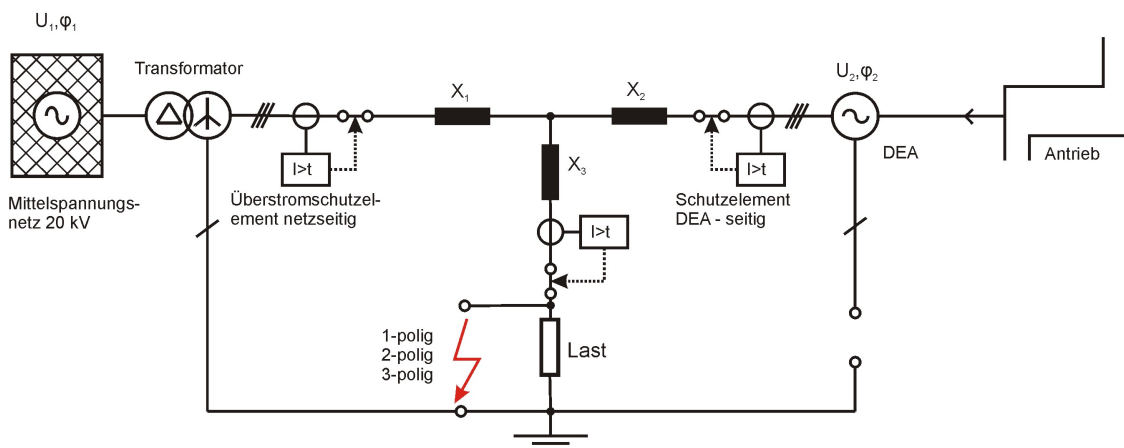 U₁,φ₁
Transformator
Mittelspannungs-
netz 20 kV
I>t
Überstromschutzel-
ement netzseitig
X₁
X₂
X₃
I>t
I>t
Schutzelement
DEA - seitig
U₂,φ₂
DEA
Antrieb
1-polig
2-polig
3-polig
Last